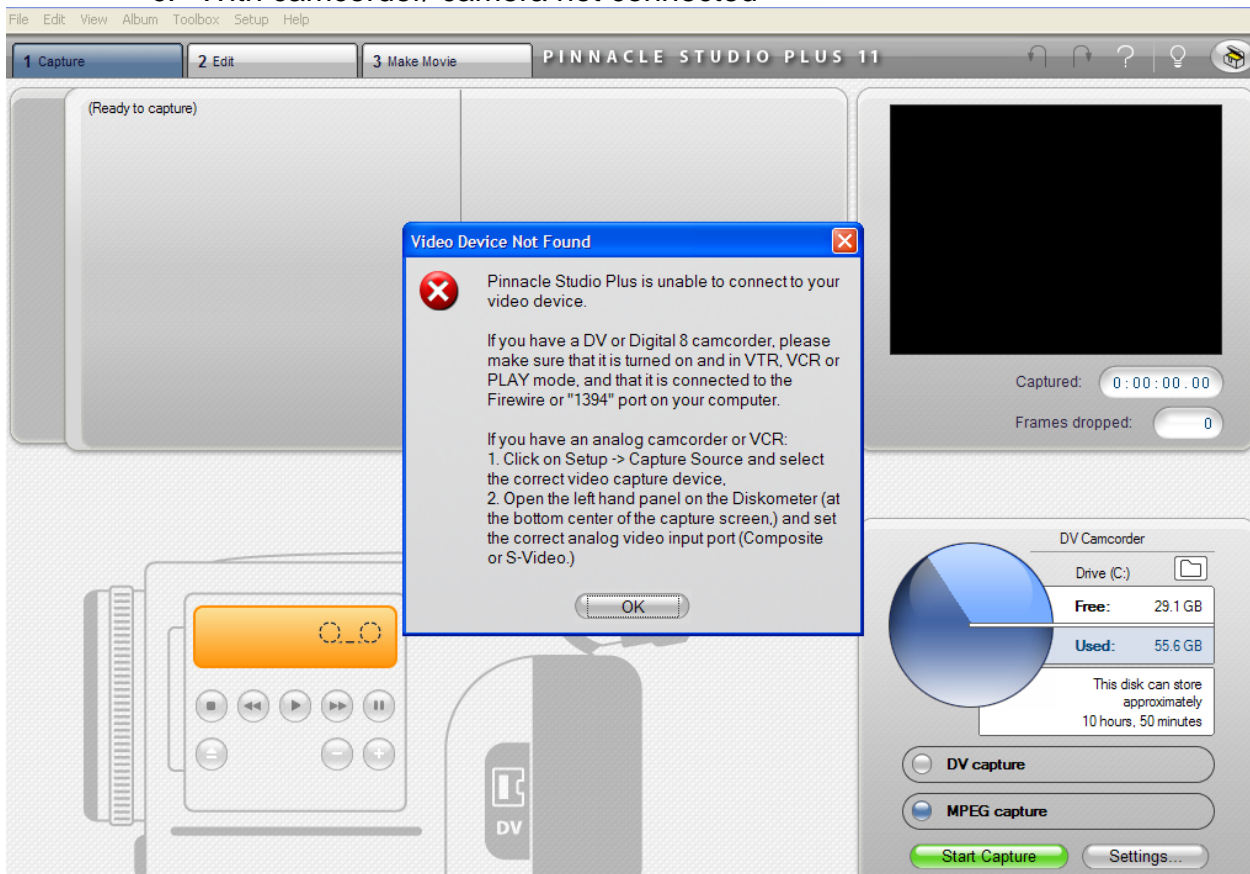 With camcorder/ camera not connected
File Edit View Album Toolbox Setup Help
1 Capture 2 Edit 3 Make Movie PINNACLE STUDIO PLUS 11
(Ready to capture)
Video Device Not Found
Pinnacle Studio Plus is unable to connect to your
video device.
If you have a DV or Digital 8 camcorder, please
make sure that it is turned on and in VTR, VCR or
PLAY mode, and that it is connected to the
Firewire or "1394" port on your computer.
If you have an analog camcorder or VCR:
1. Click on Setup -> Capture Source and select
the correct video capture device,
2. Open the left hand panel on the Diskometer (at
the bottom center of the capture screen,) and set
the correct analog video input port (Composite
or S-Video.)
OK
Captured: 0:00:00.00
Frames dropped: 0
DV Camcorder
Drive (C:)
Free: 29.1 GB
Used: 55.6 GB
This disk can store
approximately
10 hours, 50 minutes
DV capture
MPEG capture
Start Capture Settings...
DV